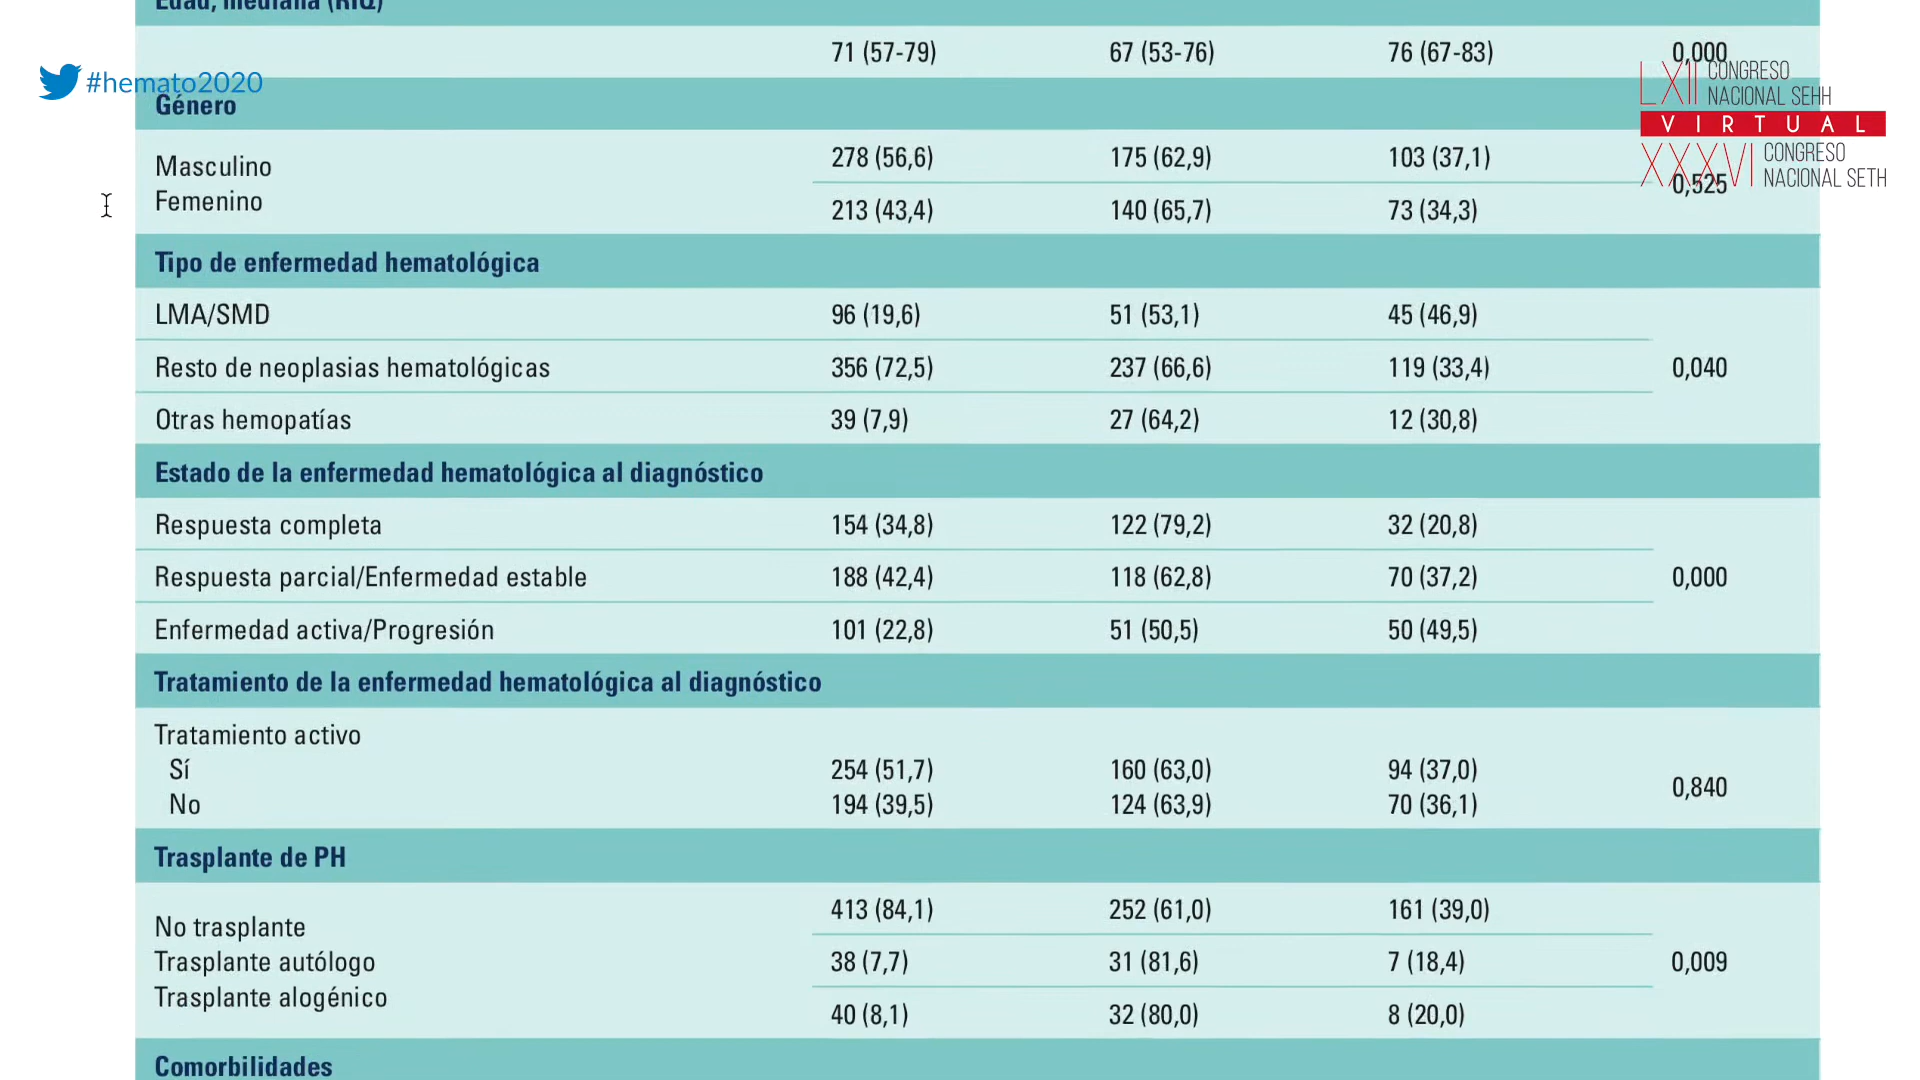 Edad, mediana (RIQ)
71 (57-79) 67 (53-76) 76 (67-83) 0,000
#hemato2020
LXII CONGRESO
NACIONAL SEHH
VIRTUAL
XXXVI CONGRESO
NACIONAL SETH
Género
Masculino 278 (56,6) 175 (62,9) 103 (37,1)
0,525
Femenino 213 (43,4) 140 (65,7) 73 (34,3)
Tipo de enfermedad hematológica
LMA/SMD 96 (19,6) 51 (53,1) 45 (46,9)
Resto de neoplasias hematológicas 356 (72,5) 237 (66,6) 119 (33,4) 0,040
Otras hemopatías 39 (7,9) 27 (64,2) 12 (30,8)
Estado de la enfermedad hematológica al diagnóstico
Respuesta completa 154 (34,8) 122 (79,2) 32 (20,8)
Respuesta parcial/Enfermedad estable 188 (42,4) 118 (62,8) 70 (37,2) 0,000
Enfermedad activa/Progresión 101 (22,8) 51 (50,5) 50 (49,5)
Tratamiento de la enfermedad hematológica al diagnóstico
Tratamiento activo
Sí 254 (51,7) 160 (63,0) 94 (37,0)
0,840
No 194 (39,5) 124 (63,9) 70 (36,1)
Trasplante de PH
No trasplante 413 (84,1) 252 (61,0) 161 (39,0)
Trasplante autólogo 38 (7,7) 31 (81,6) 7 (18,4) 0,009
Trasplante alogénico 40 (8,1) 32 (80,0) 8 (20,0)
Comorbilidades